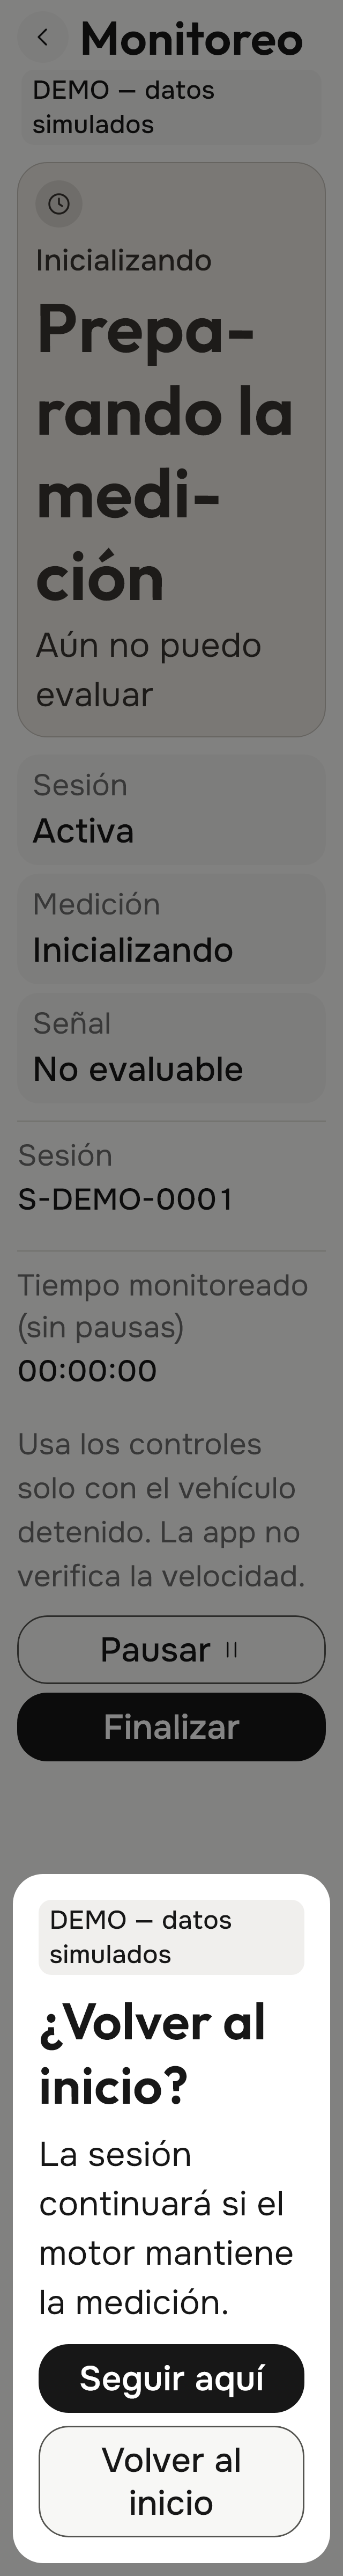 Monitoreo
DEMO — datos
simulados
Inicializando
Prepa-
rando la
medi-
ción
Aún no puedo
evaluar
Sesión
Activa
Medición
Inicializando
Señal
No evaluable
Sesión
S-DEMO-0001
Tiempo monitoreado
(sin pausas)
00:00:00
Usa los controles
solo con el vehículo
detenido. La app no
verifica la velocidad.
Pausar
Finalizar
DEMO — datos
simulados
¿Volver al
inicio?
La sesión
continuará si el
motor mantiene
la medición.
Seguir aquí
Volver al
inicio